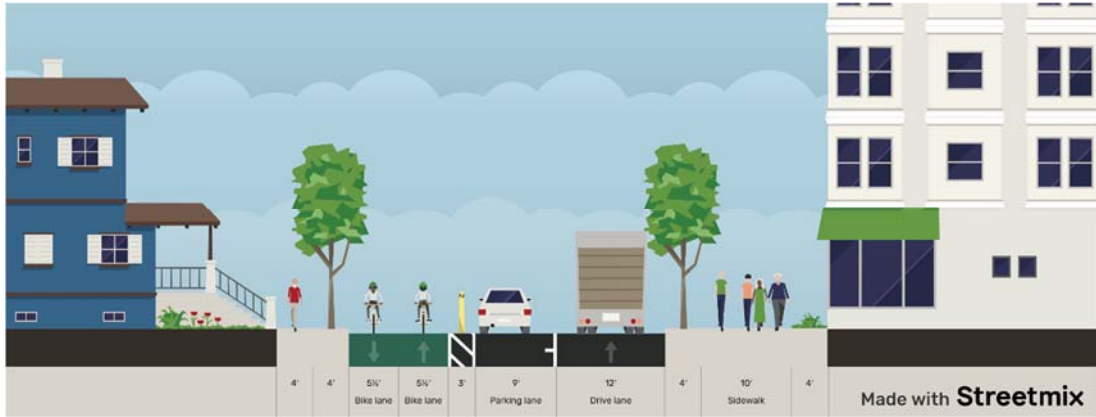 4' 4' 5½' 5½' 3' 9' 12' 4' 10' 4'
Bike lane Bike lane Parking lane Drive lane Sidewalk
Made with Streetmix